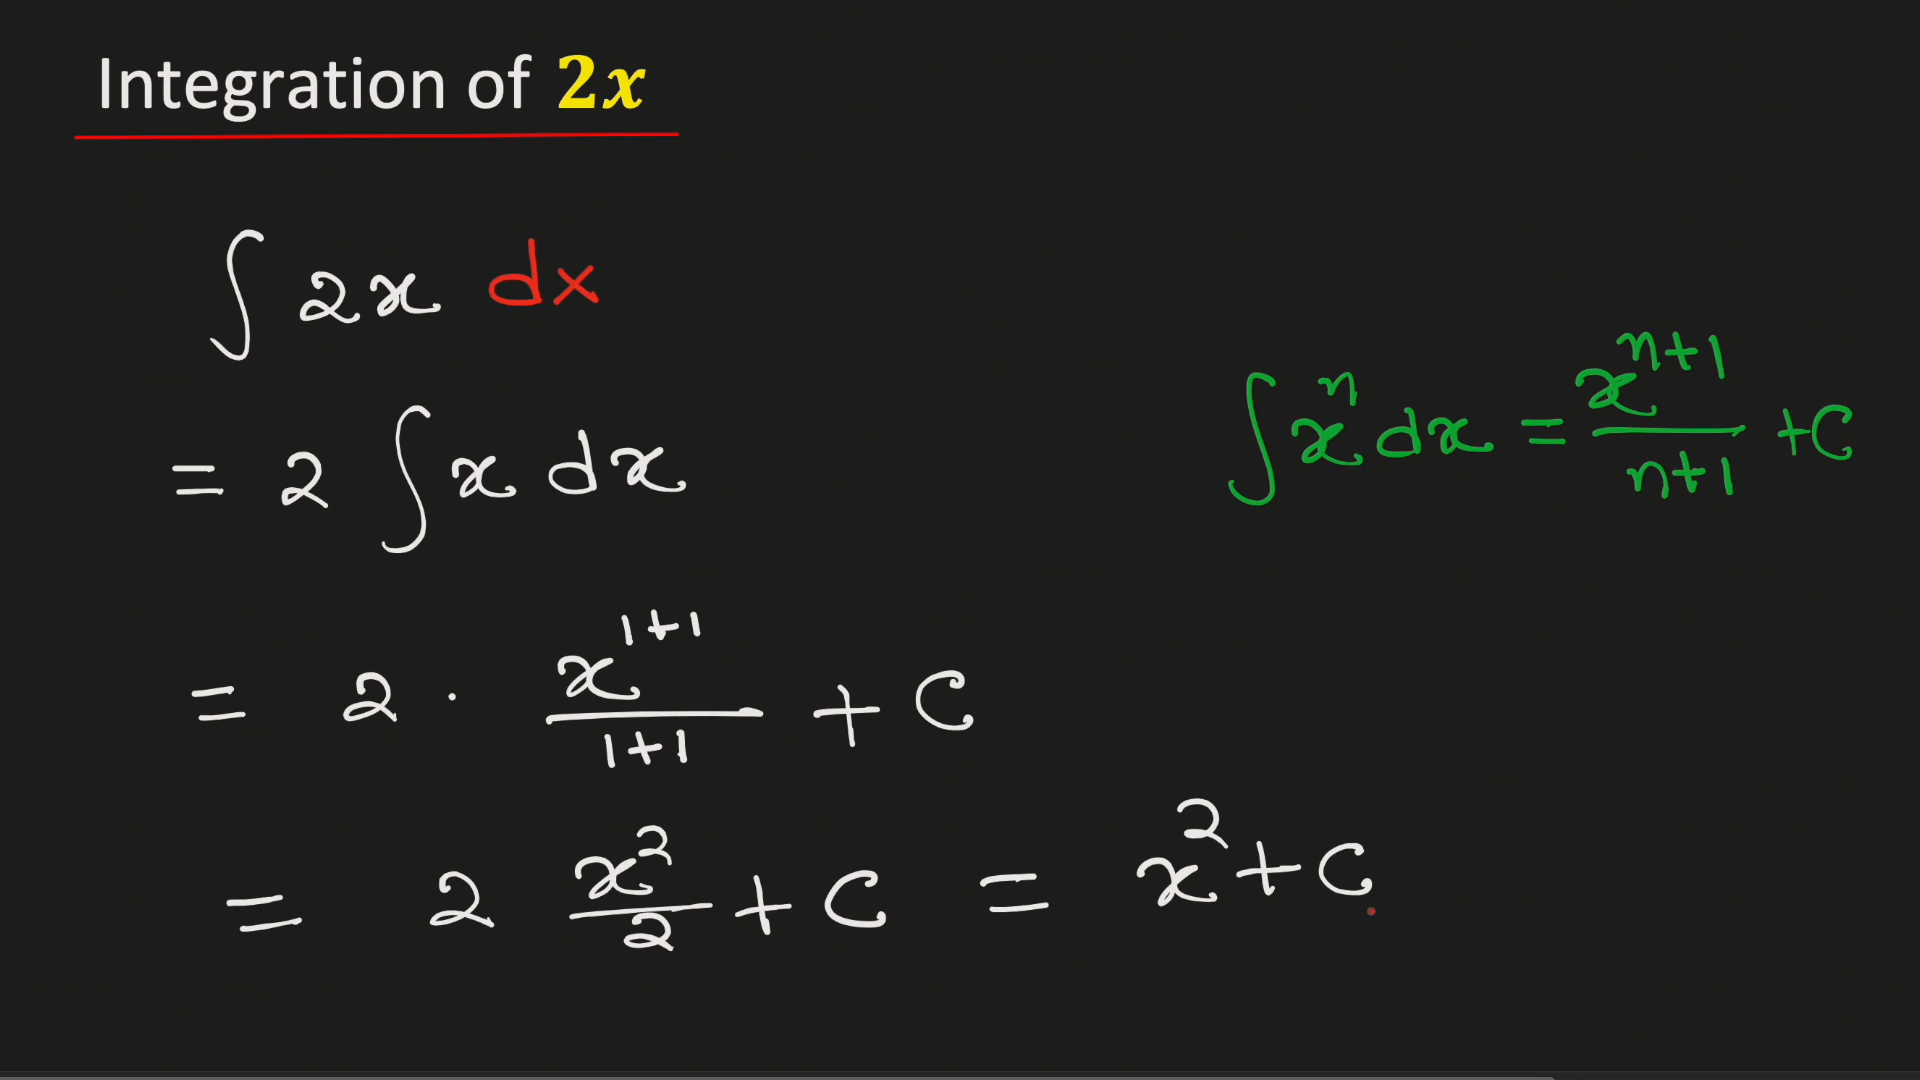 Integration of 2x
∫ 2x dx
= 2 ∫ x dx
∫ xⁿ dx = xⁿ⁺¹/n+1 + C
= 2 · x¹⁺¹/1+1 + C
= 2 x²/2 + C = x² + C